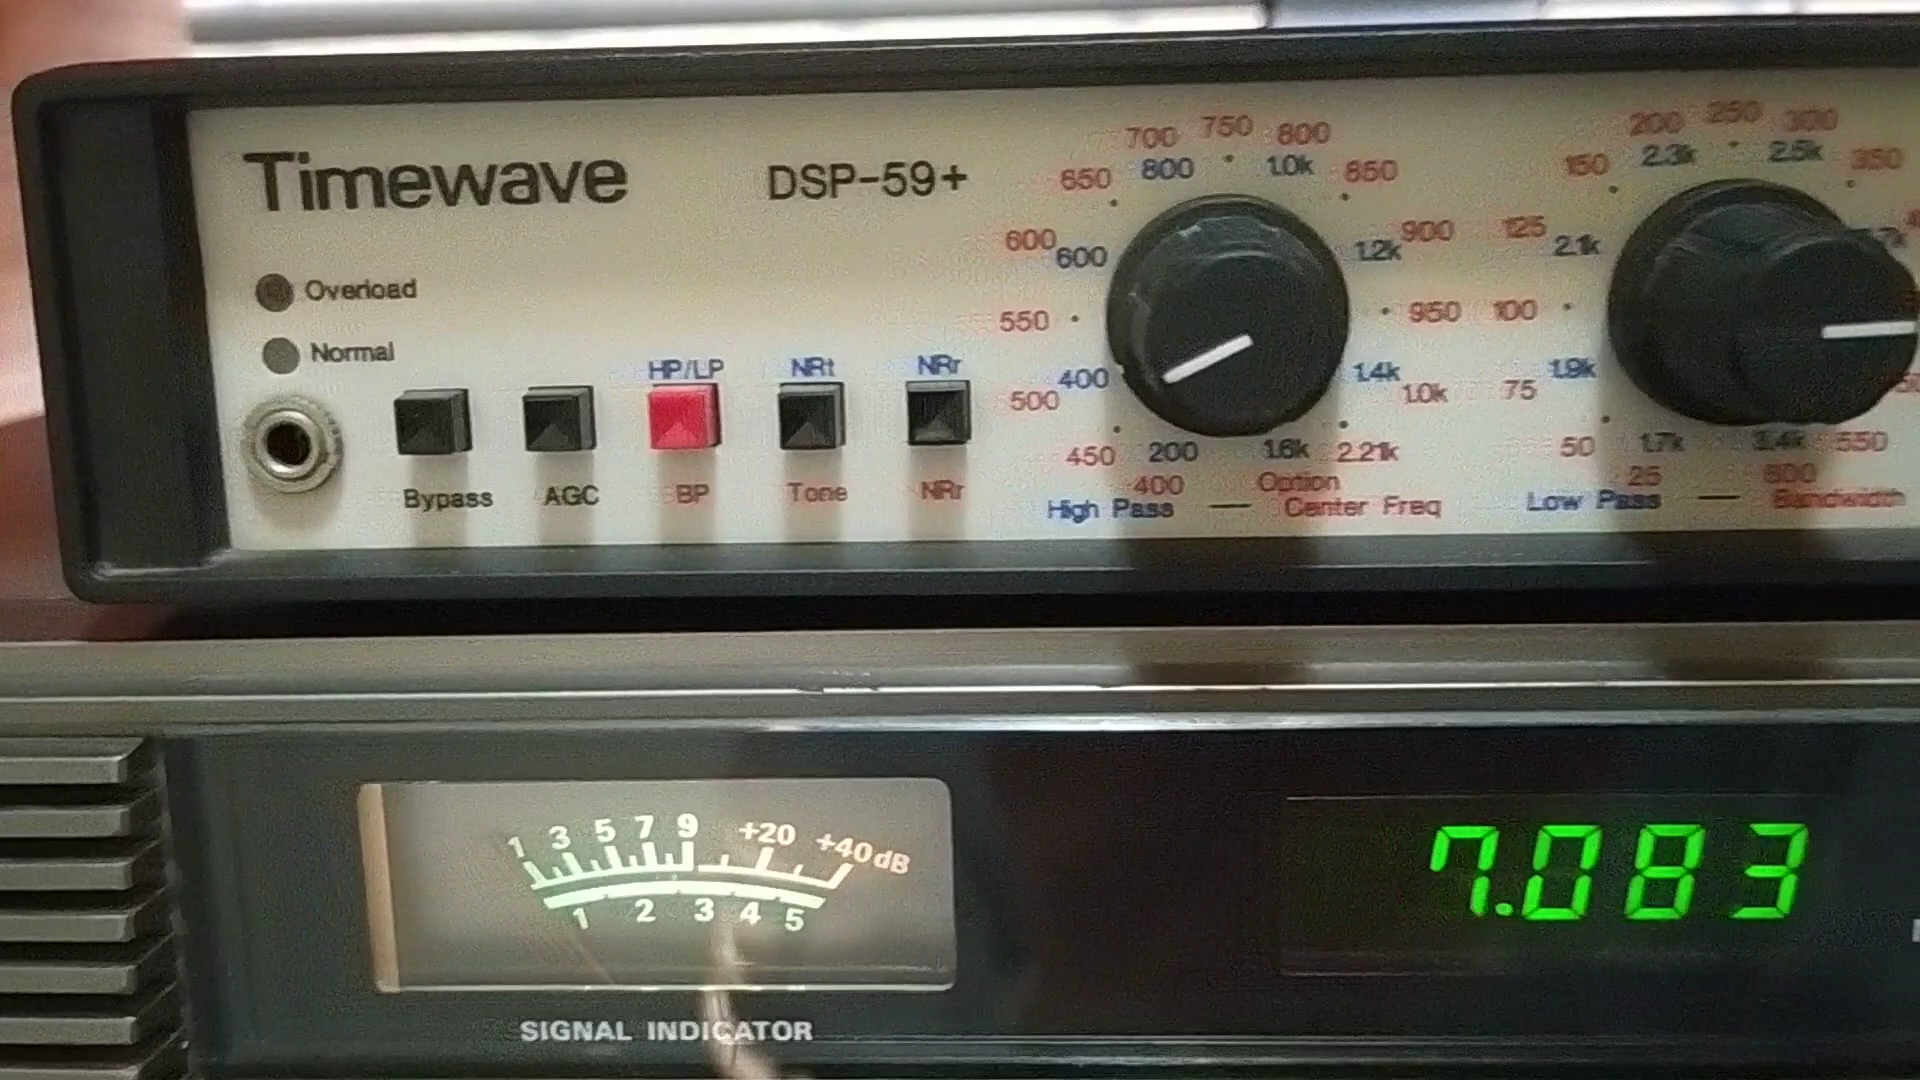 Timewave DSP-59+
Overload
Normal
HP/LP NRt NRr
Bypass AGC BP Tone NRr
700 750 800
650 800 1.0k 850
600 600 1.2k 900
550 950
500 400 1.4k 1.0k
450 200 1.6k 2.21k
400 Option
High Pass — Center Freq
200 250 300
150 2.3k 2.5k 350
125 2.1k
100
75 1.9k
50 1.7k 3.4k 550
25 600
Low Pass — Bandwidth
1 3 5 7 9 +20 +40dB
1 2 3 4 5
SIGNAL INDICATOR
7.083